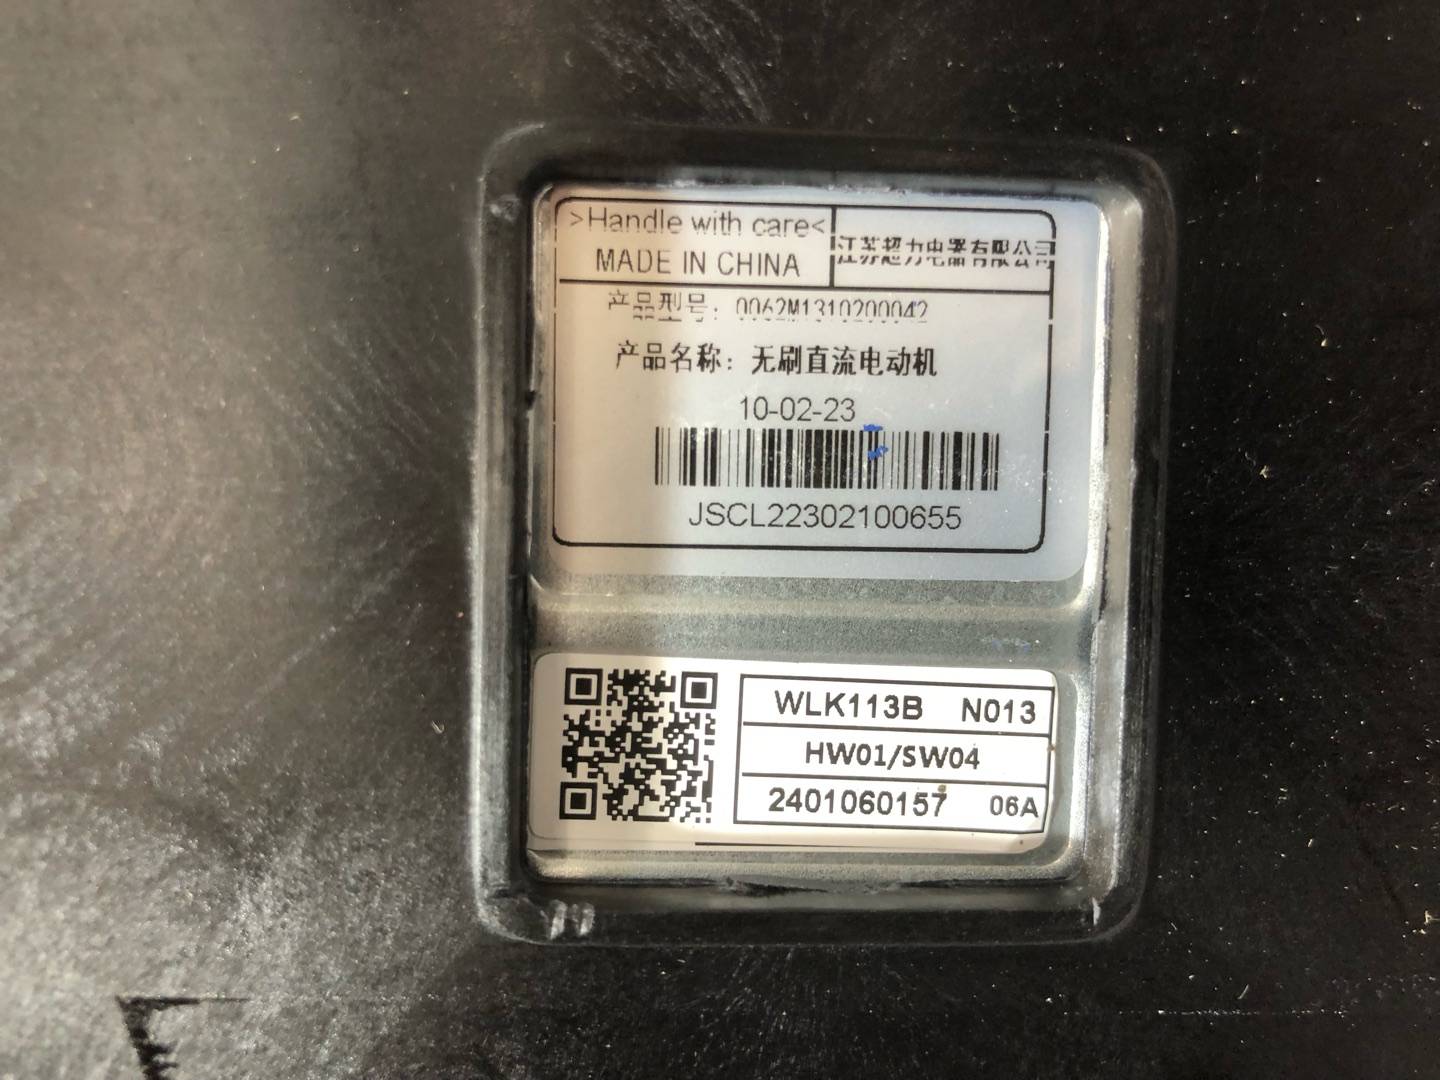 >Handle with care<
MADE IN CHINA
江苏超力电器有限公司
产品型号：0062M1310200042
产品名称：无刷直流电动机
10-02-23
JSCL22302100655
WLK113B N013
HW01/SW04
2401060157 06A